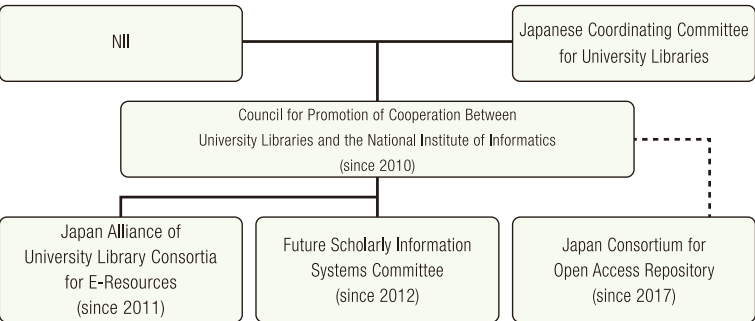 NII
Japanese Coordinating Committee
for University Libraries
Council for Promotion of Cooperation Between
University Libraries and the National Institute of Informatics
(since 2010)
Japan Alliance of
University Library Consortia
for E-Resources
(since 2011)
Future Scholarly Information
Systems Committee
(since 2012)
Japan Consortium for
Open Access Repository
(since 2017)